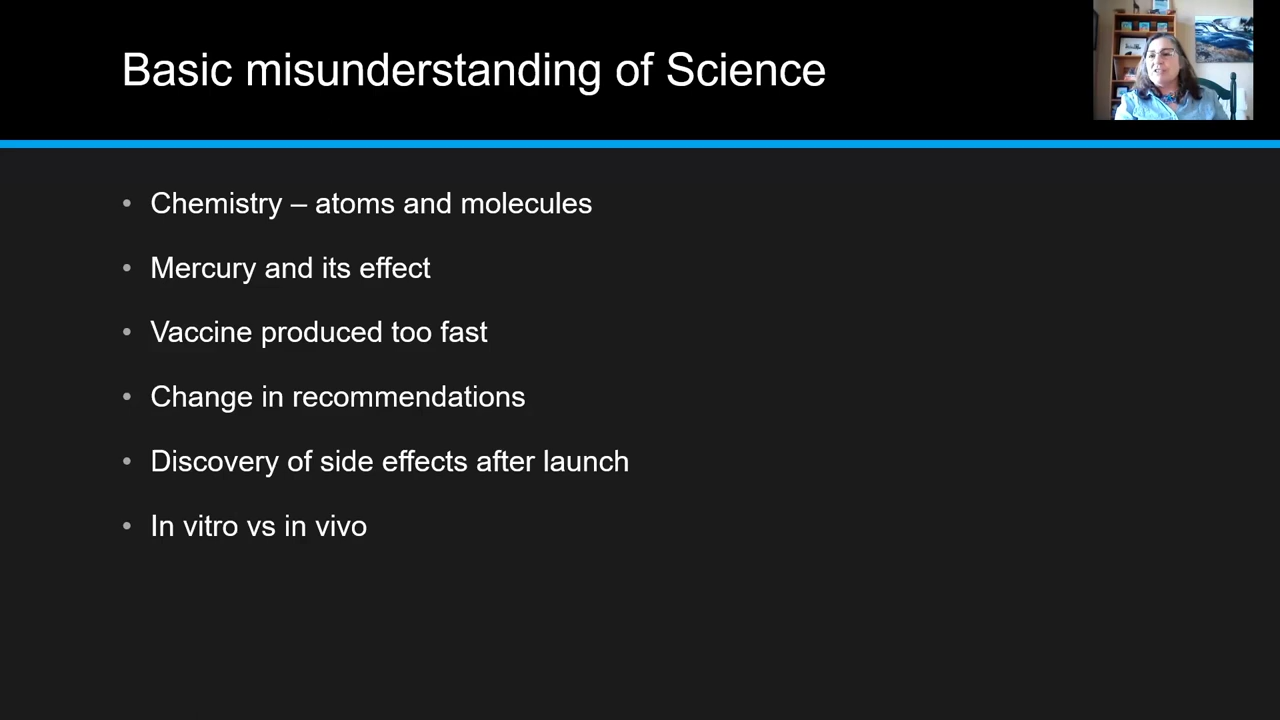 Basic misunderstanding of Science
• Chemistry – atoms and molecules
• Mercury and its effect
• Vaccine produced too fast
• Change in recommendations
• Discovery of side effects after launch
• In vitro vs in vivo